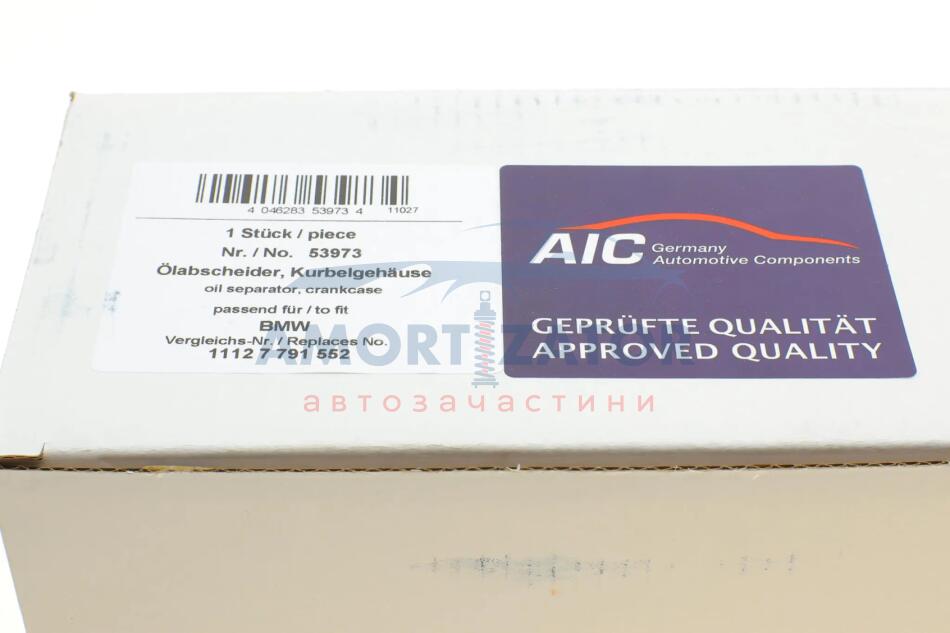 4 046283 53973 4 11027
1 Stück / piece
Nr. / No. 53973
Ölabscheider, Kurbelgehäuse
oil separator, crankcase
passend für / to fit
BMW
Vergleichs-Nr. / Replaces No.
1112 7 791 552
AIC Germany
Automotive Components
GEPRÜFTE QUALITÄT
APPROVED QUALITY
AMORTIZATOR
автозачастини